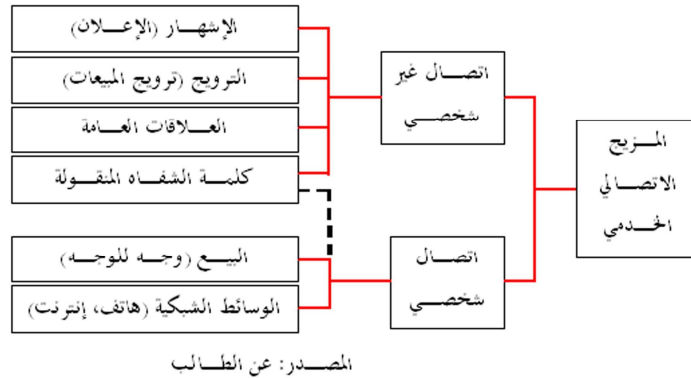 المزيج
الاتصالي
الخدمي
اتصال غير
شخصي
الإشهار (الإعلان)
الترويج (ترويج المبيعات)
العلاقات العامة
كلمة الشفاه المنقولة
اتصال
شخصي
البيع (وجه للوجه)
الوسائط الشبكية (هاتف، إنترنت)
المصدر: عن الطالب